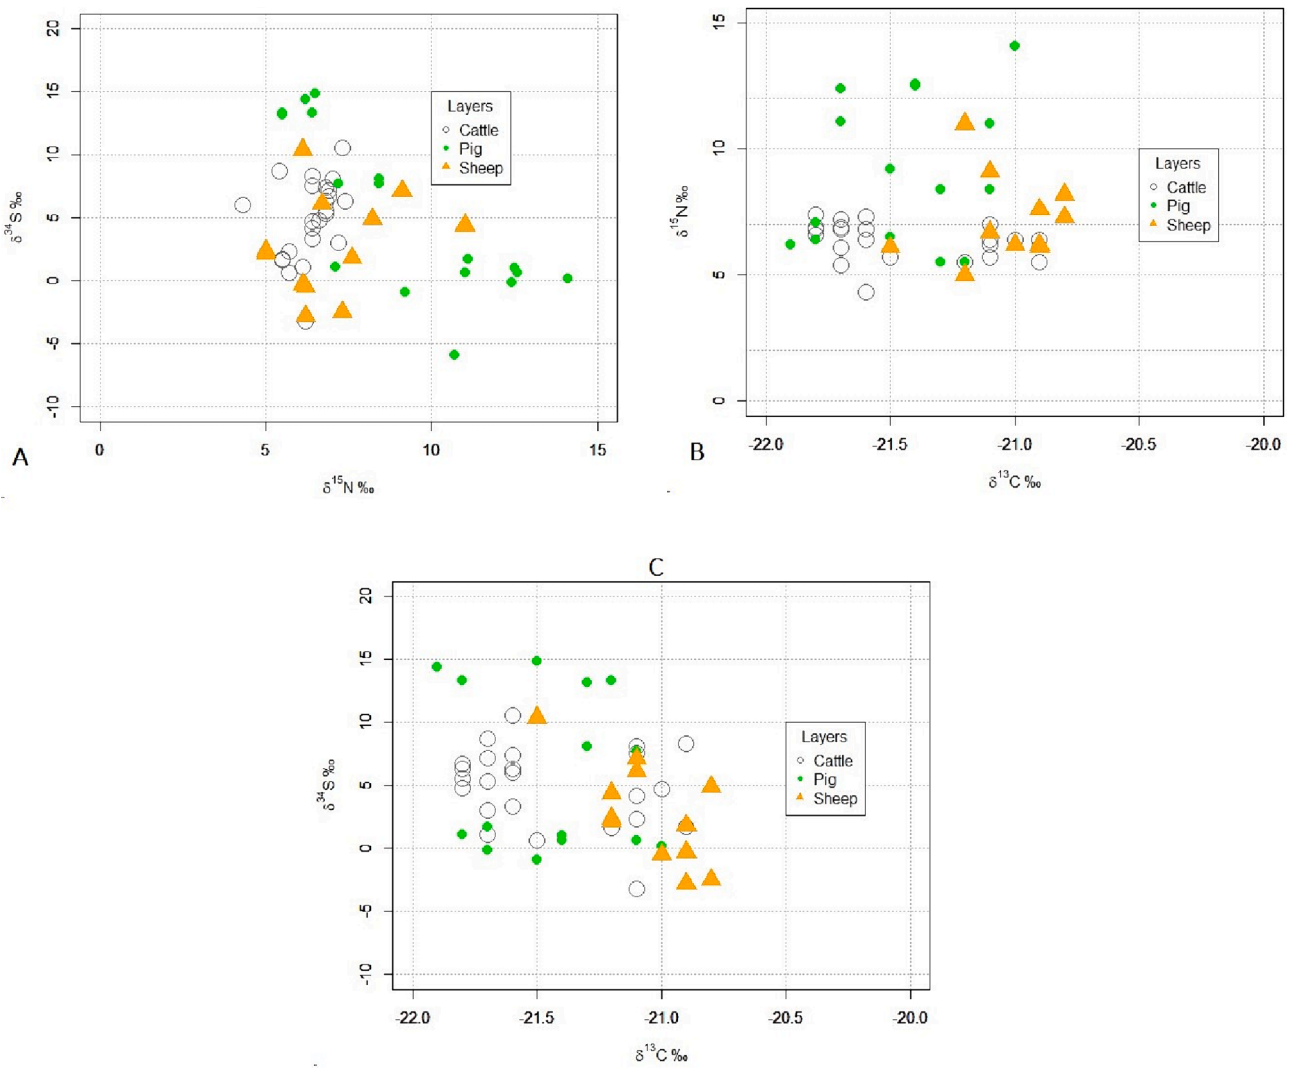 20
15
10
5
0
-5
-10
δ34S ‰
Layers
Cattle
Pig
Sheep
0
5
10
15
δ15N ‰
A
15
10
5
0
δ15N ‰
Layers
Cattle
Pig
Sheep
-22.0
-21.5
-21.0
-20.5
-20.0
δ13C ‰
B
C
20
15
10
5
0
-5
-10
δ34S ‰
Layers
Cattle
Pig
Sheep
-22.0
-21.5
-21.0
-20.5
-20.0
δ13C ‰